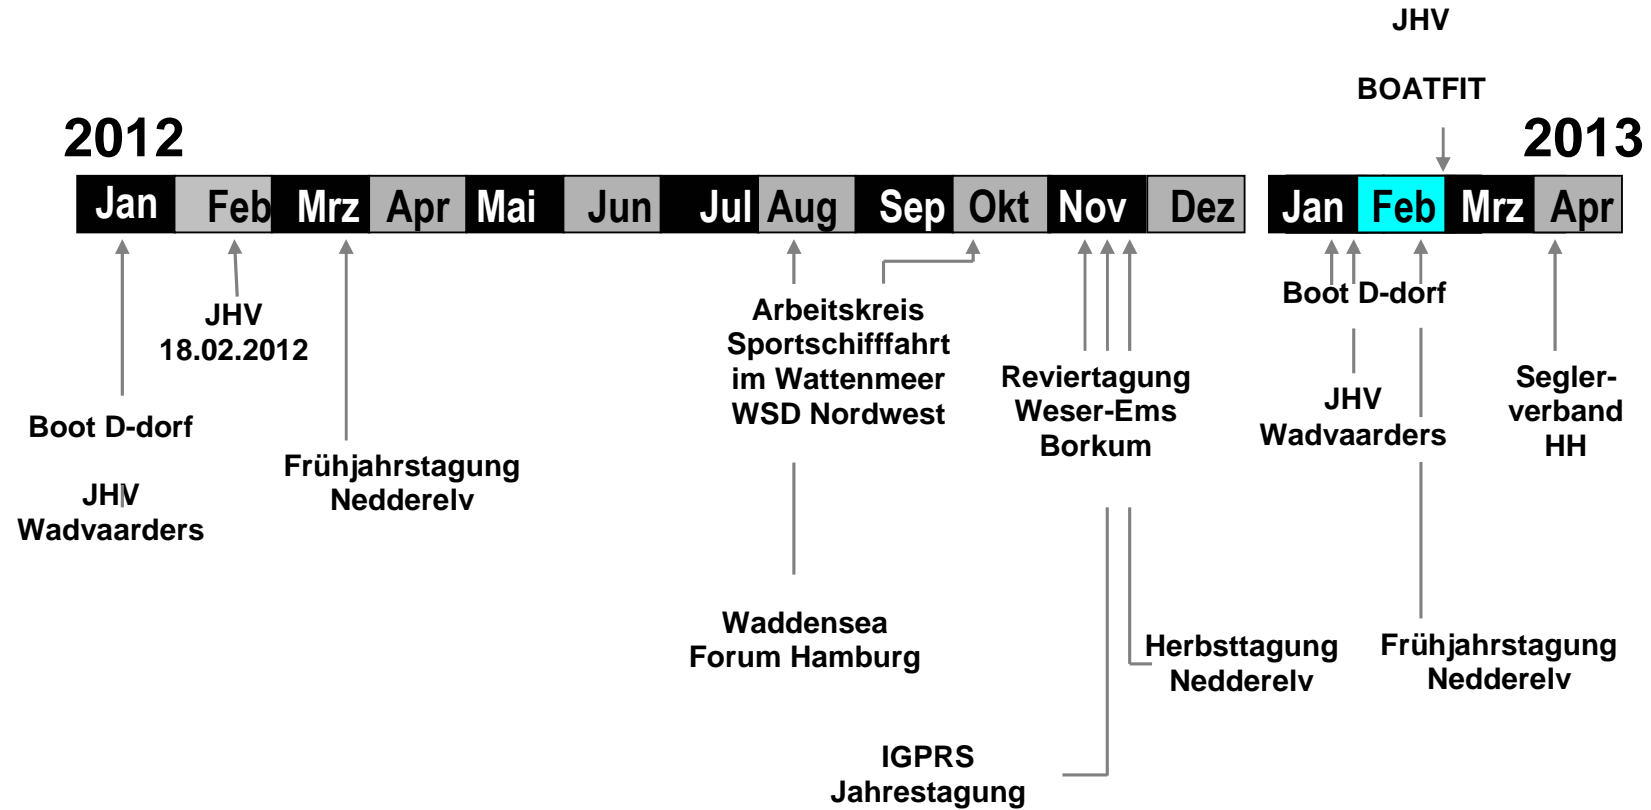 JHV
BOATFIT
2012
2013
Jan Feb Mrz Apr Mai Jun Jul Aug Sep Okt Nov Dez
Jan Feb Mrz Apr
JHV
18.02.2012
Boot D-dorf
JHV
Wadvaarders
Frühjahrstagung
Nedderelv
Arbeitskreis
Sportschifffahrt
im Wattenmeer
WSD Nordwest
Waddensea
Forum Hamburg
Reviertagung
Weser-Ems
Borkum
IGPRS
Jahrestagung
Herbsttagung
Nedderelv
Boot D-dorf
JHV
Wadvaarders
Frühjahrstagung
Nedderelv
Segler-
verband
HH